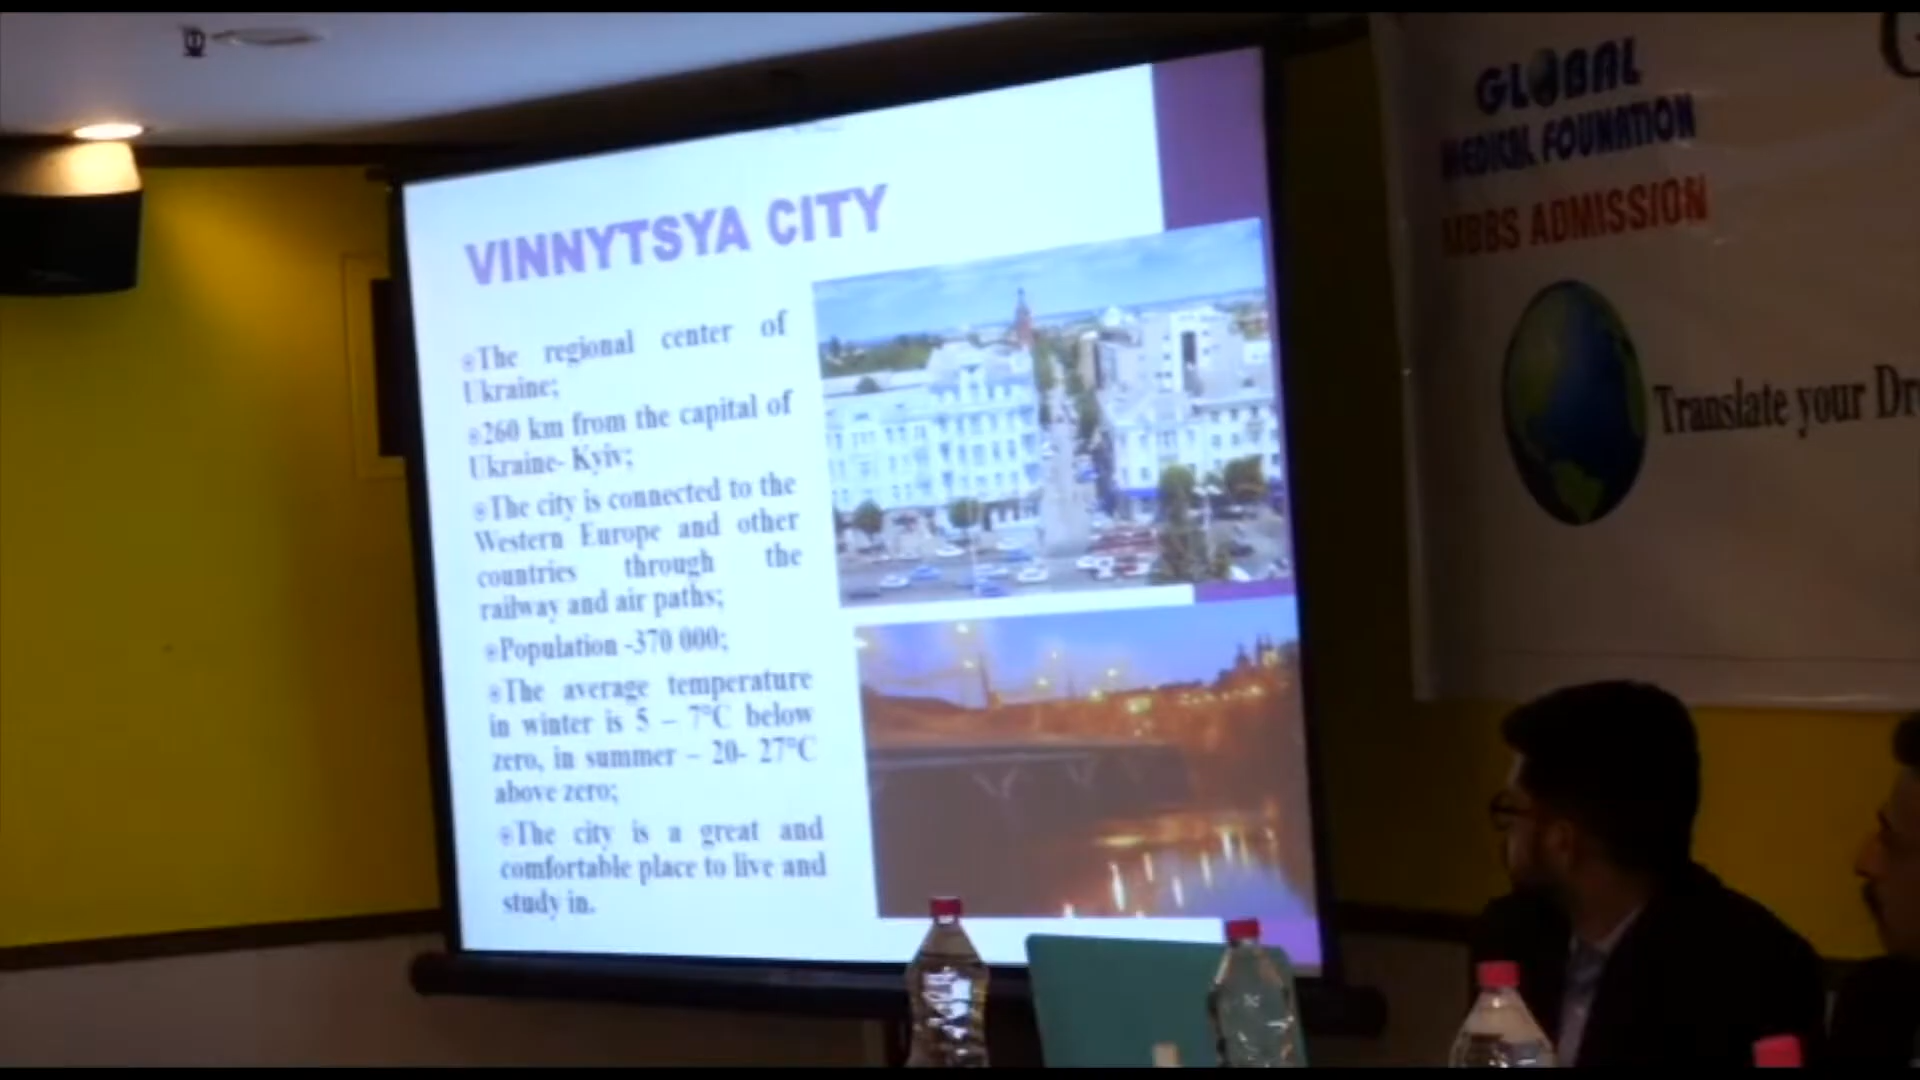 VINNYTSYA CITY
The regional center of
Ukraine;
260 km from the capital of
Ukraine- Kyiv;
The city is connected to the
Western Europe and other
countries through the
railway and air paths;
Population -370 000;
The average temperature
in winter is 5 – 7°C below
zero, in summer – 20- 27°C
above zero;
The city is a great and
comfortable place to live and
study in.
GLOBAL
MEDICAL FOUNATION
MBBS ADMISSION
Translate your